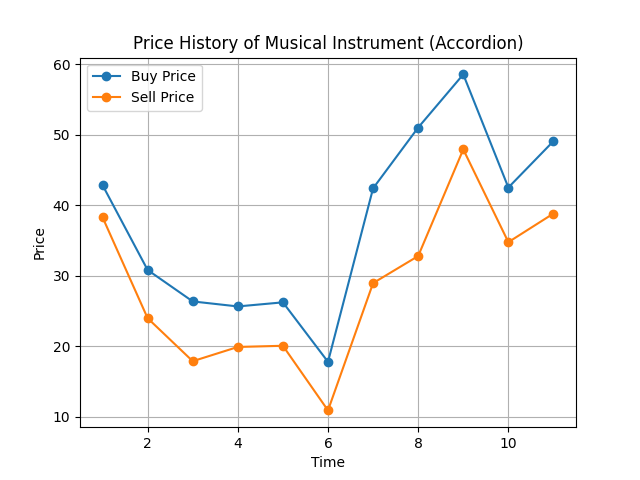 Price History of Musical Instrument (Accordion)
Buy Price
Sell Price
60
50
40
30
20
10
Price
2 4 6 8 10
Time